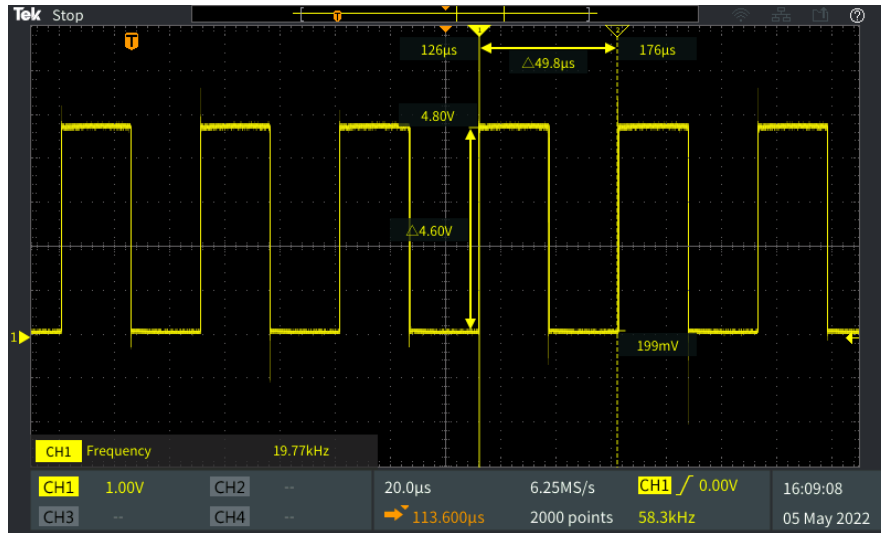 Tek Stop
T
T
1
2
126µs
176µs
△49.8µs
4.80V
△4.60V
199mV
1
CH1 Frequency 19.77kHz
CH1 1.00V CH2 -- 20.0µs 6.25MS/s CH1 0.00V 16:09:08
CH3 -- CH4 -- 113.600µs 2000 points 58.3kHz 05 May 2022